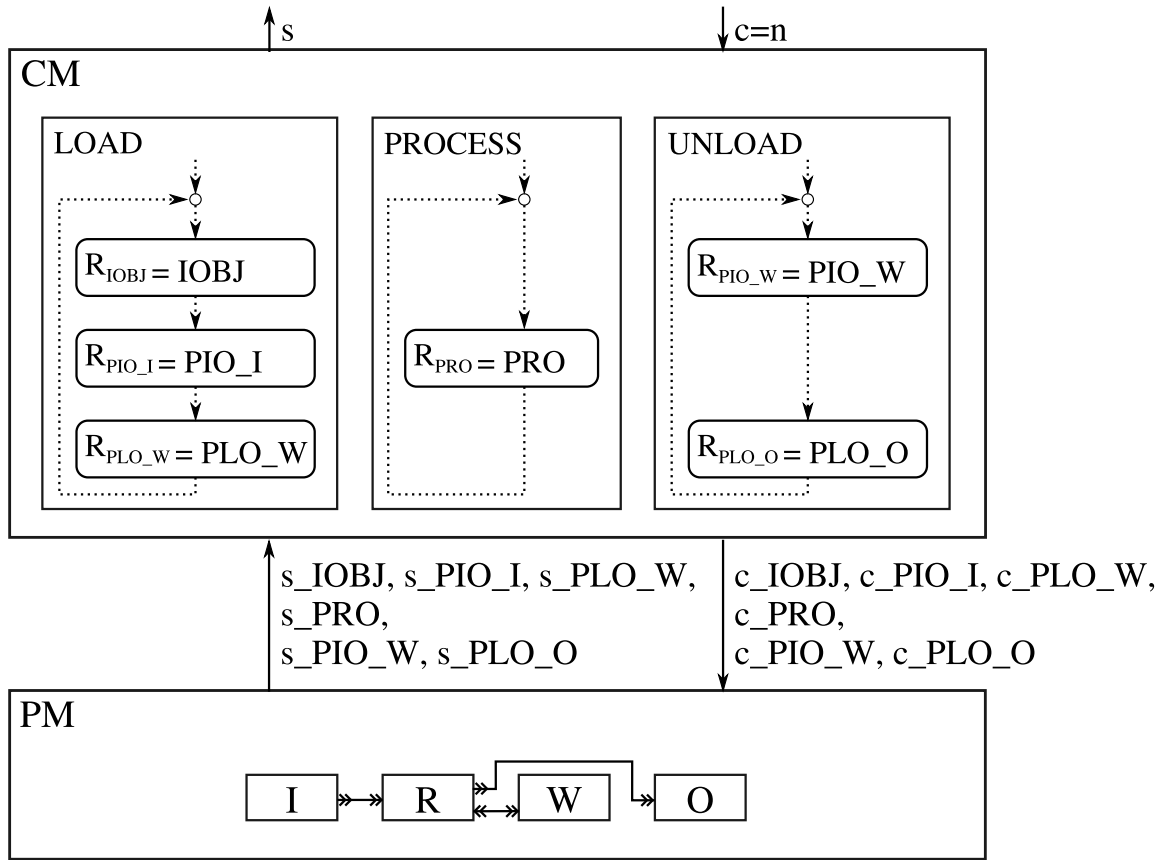 s
c=n
CM
LOAD
PROCESS
UNLOAD
R_IOBJ = IOBJ
R_PIO_I = PIO_I
R_PLO_W = PLO_W
R_PRO = PRO
R_PIO_W = PIO_W
R_PLO_O = PLO_O
s_IOBJ, s_PIO_I, s_PLO_W,
s_PRO,
s_PIO_W, s_PLO_O
c_IOBJ, c_PIO_I, c_PLO_W,
c_PRO,
c_PIO_W, c_PLO_O
PM
I
R
W
O